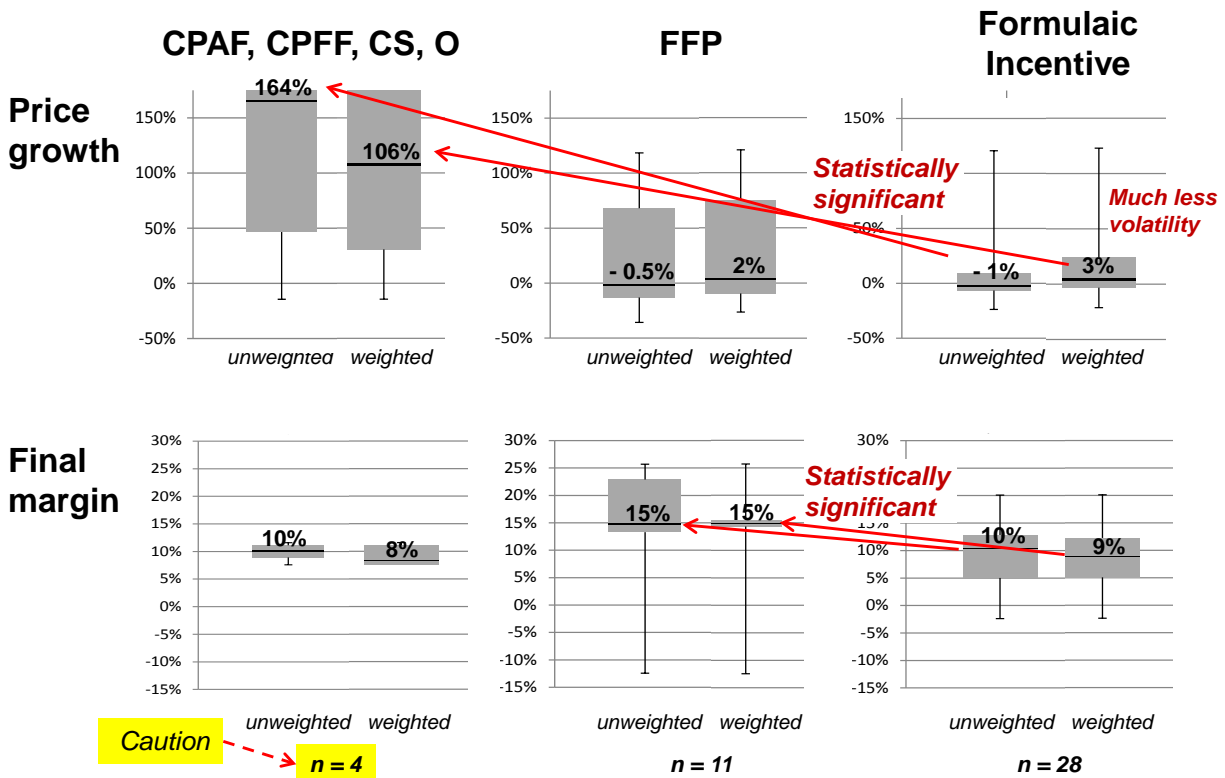 CPAF, CPFF, CS, O
FFP
Formulaic
Incentive
Price
growth
150%
100%
50%
0%
-50%
164%
106%
unweighted
weighted
150%
100%
50%
0%
-50%
- 0.5%
2%
unweighted
weighted
Statistically
significant
150%
50%
0%
-50%
- 1%
3%
Much less
volatility
unweighted
weighted
Final
margin
30%
25%
20%
15%
10%
5%
0%
-5%
-10%
-15%
10%
8%
unweighted
weighted
30%
25%
20%
15%
10%
5%
0%
-5%
-10%
-15%
15%
15%
unweighted
weighted
Statistically
significant
30%
25%
15%
10%
5%
0%
-5%
-10%
-15%
10%
9%
unweighted
weighted
Caution
n = 4
n = 11
n = 28